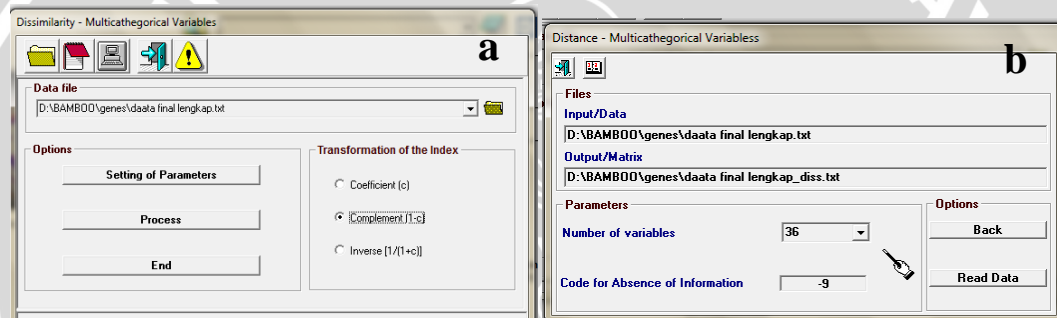 Dissimilarity - Multicathegorical Variables
a
Data file
D:\BAMBOO\genes\daata final lengkap.txt
Options
Setting of Parameters
Process
End
Transformation of the Index
Coefficient (c)
Complement (1-c)
Inverse [1/(1+c)]
Distance - Multicathegorical Variabless
b
Files
Input/Data
D:\BAMBOO\genes\daata final lengkap.txt
Output/Matrix
D:\BAMBOO\genes\daata final lengkap_diss.txt
Parameters
Number of variables 36
Code for Absence of Information -9
Options
Back
Read Data